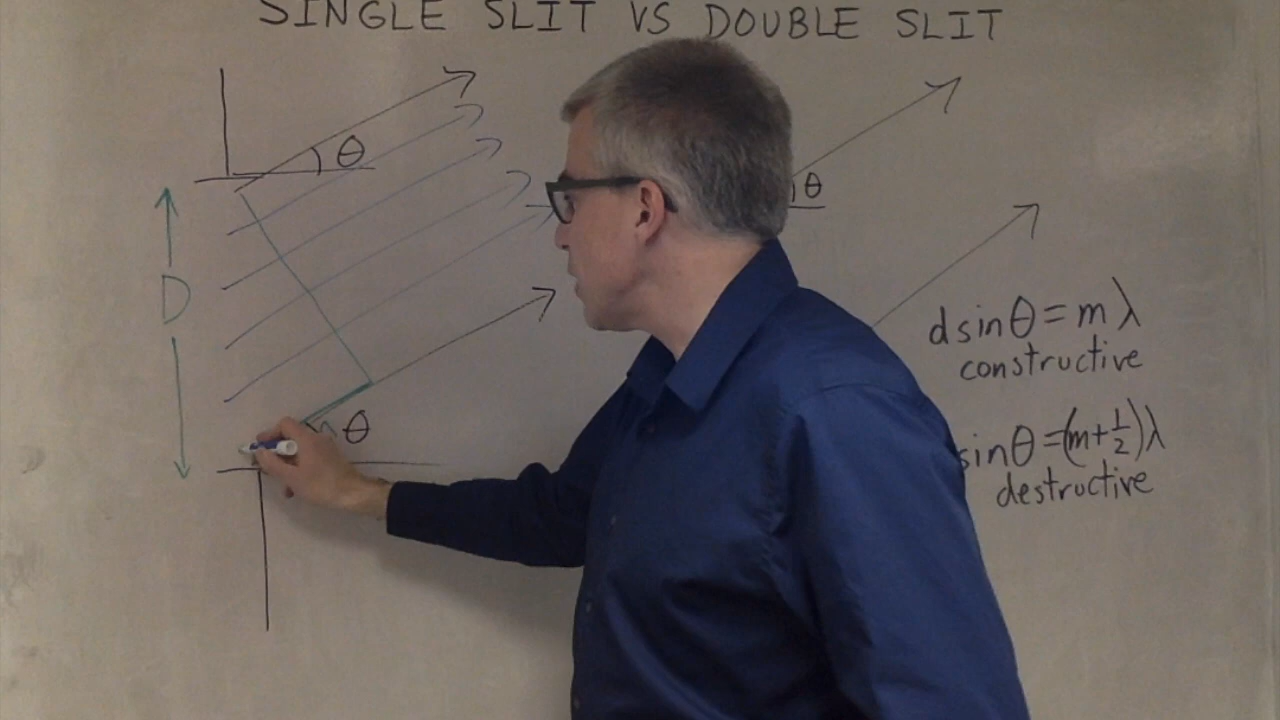 SINGLE SLIT VS DOUBLE SLIT
θ
θ
D
θ
d sinθ = mλ
constructive
sinθ = (m+1/2)λ
destructive